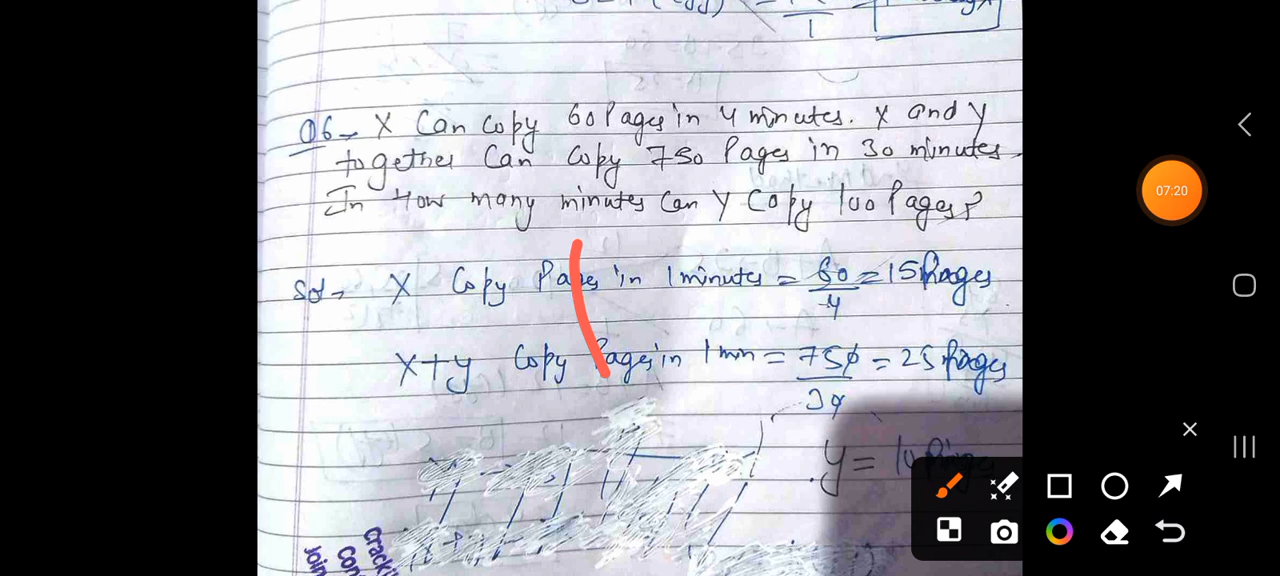 Q6- X Can Copy 60 Pages in 4 minutes. X and Y
together Can Copy 750 Pages in 30 minutes.
In How many minutes can Y Copy 100 Pages?
Sol- X Copy Pages in 1 minutes = 60/4 = 15 Pages
X+Y Copy Pages in 1 min = 750/30 = 25 Pages
y = 10
07:20